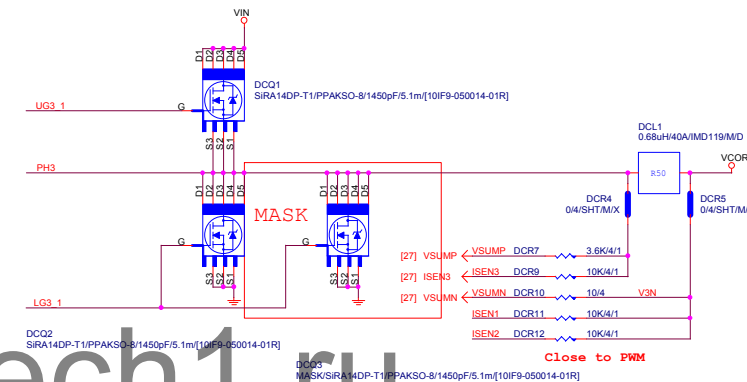 VIN
D1 D2 D3 D4 D5
DCQ1
SiRA14DP-T1/PPAKSO-8/1450pF/5.1m/[10IF9-050014-01R]
UG3_1
G
S3 S2 S1
DCL1
0.68uH/40A/IMD119/M/D
PH3
VCOR
R50
D1 D2 D3 D4 D5
D1 D2 D3 D4 D5
MASK
DCR4
0/4/SHT/M/X
DCR5
0/4/SHT/M/
G
G
S3 S2 S1
S3 S2 S1
[27] VSUMP VSUMP DCR7 3.6K/4/1
[27] ISEN3 ISEN3 DCR9 10K/4/1
[27] VSUMN VSUMN DCR10 10/4 V3N
LG3_1
ISEN1 DCR11 10K/4/1
ISEN2 DCR12 10K/4/1
DCQ2
SiRA14DP-T1/PPAKSO-8/1450pF/5.1m/[10IF9-050014-01R]
Close to PWM
DCQ3
MASK/SiRA14DP-T1/PPAKSO-8/1450pF/5.1m/[10IF9-050014-01R]
ech1.ru